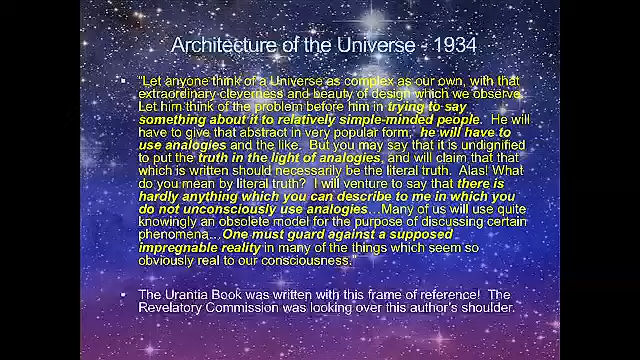 Architecture of the Universe - 1934
"Let anyone think of a Universe as complex as our own, with that
extraordinary cleverness and beauty of design which we observe.
Let him think of the problem before him in trying to say
something about it to relatively simple-minded people. He will
have to give that abstract in very popular form, he will have to
use analogies and the like. But you may say that it is undignified
to put the truth in the light of analogies, and will claim that that
which is written should necessarily be the literal truth. Alas! What
do you mean by literal truth? I will venture to say that there is
hardly anything which you can describe to me in which you
do not unconsciously use analogies…Many of us will use quite
knowingly an obsolete model for the purpose of discussing certain
phenomena…One must guard against a supposed
impregnable reality in many of the things which seem so
obviously real to our consciousness."
The Urantia Book was written with this frame of reference! The
Revelatory Commission was looking over this author's shoulder.